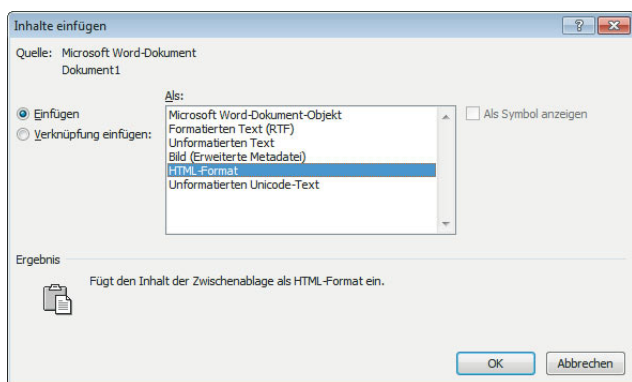 Inhalte einfügen
Quelle: Microsoft Word-Dokument
Dokument1
Als:
Einfügen
Verknüpfung einfügen:
Microsoft Word-Dokument-Objekt
Formatierten Text (RTF)
Unformatierten Text
Bild (Erweiterte Metadatei)
HTML-Format
Unformatierten Unicode-Text
Als Symbol anzeigen
Ergebnis
Fügt den Inhalt der Zwischenablage als HTML-Format ein.
OK Abbrechen